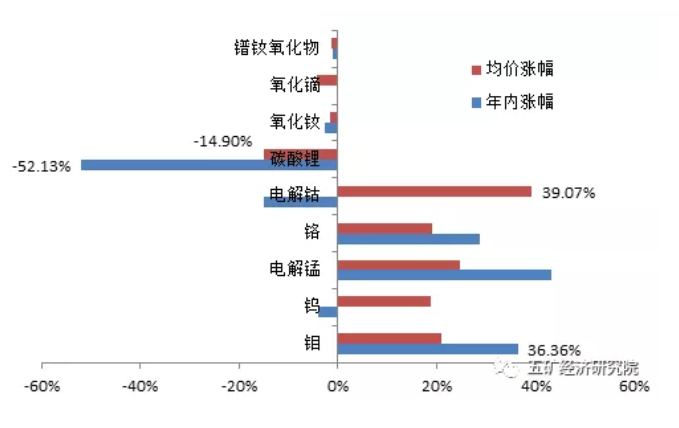 镨钕氧化物
氧化镝
氧化钕
碳酸锂
电解钴
铬
电解锰
钨
钼
均价涨幅
年内涨幅
-14.90%
-52.13%
39.07%
36.36%
-60%
-40%
-20%
0%
20%
40%
60%
五矿经济研究院